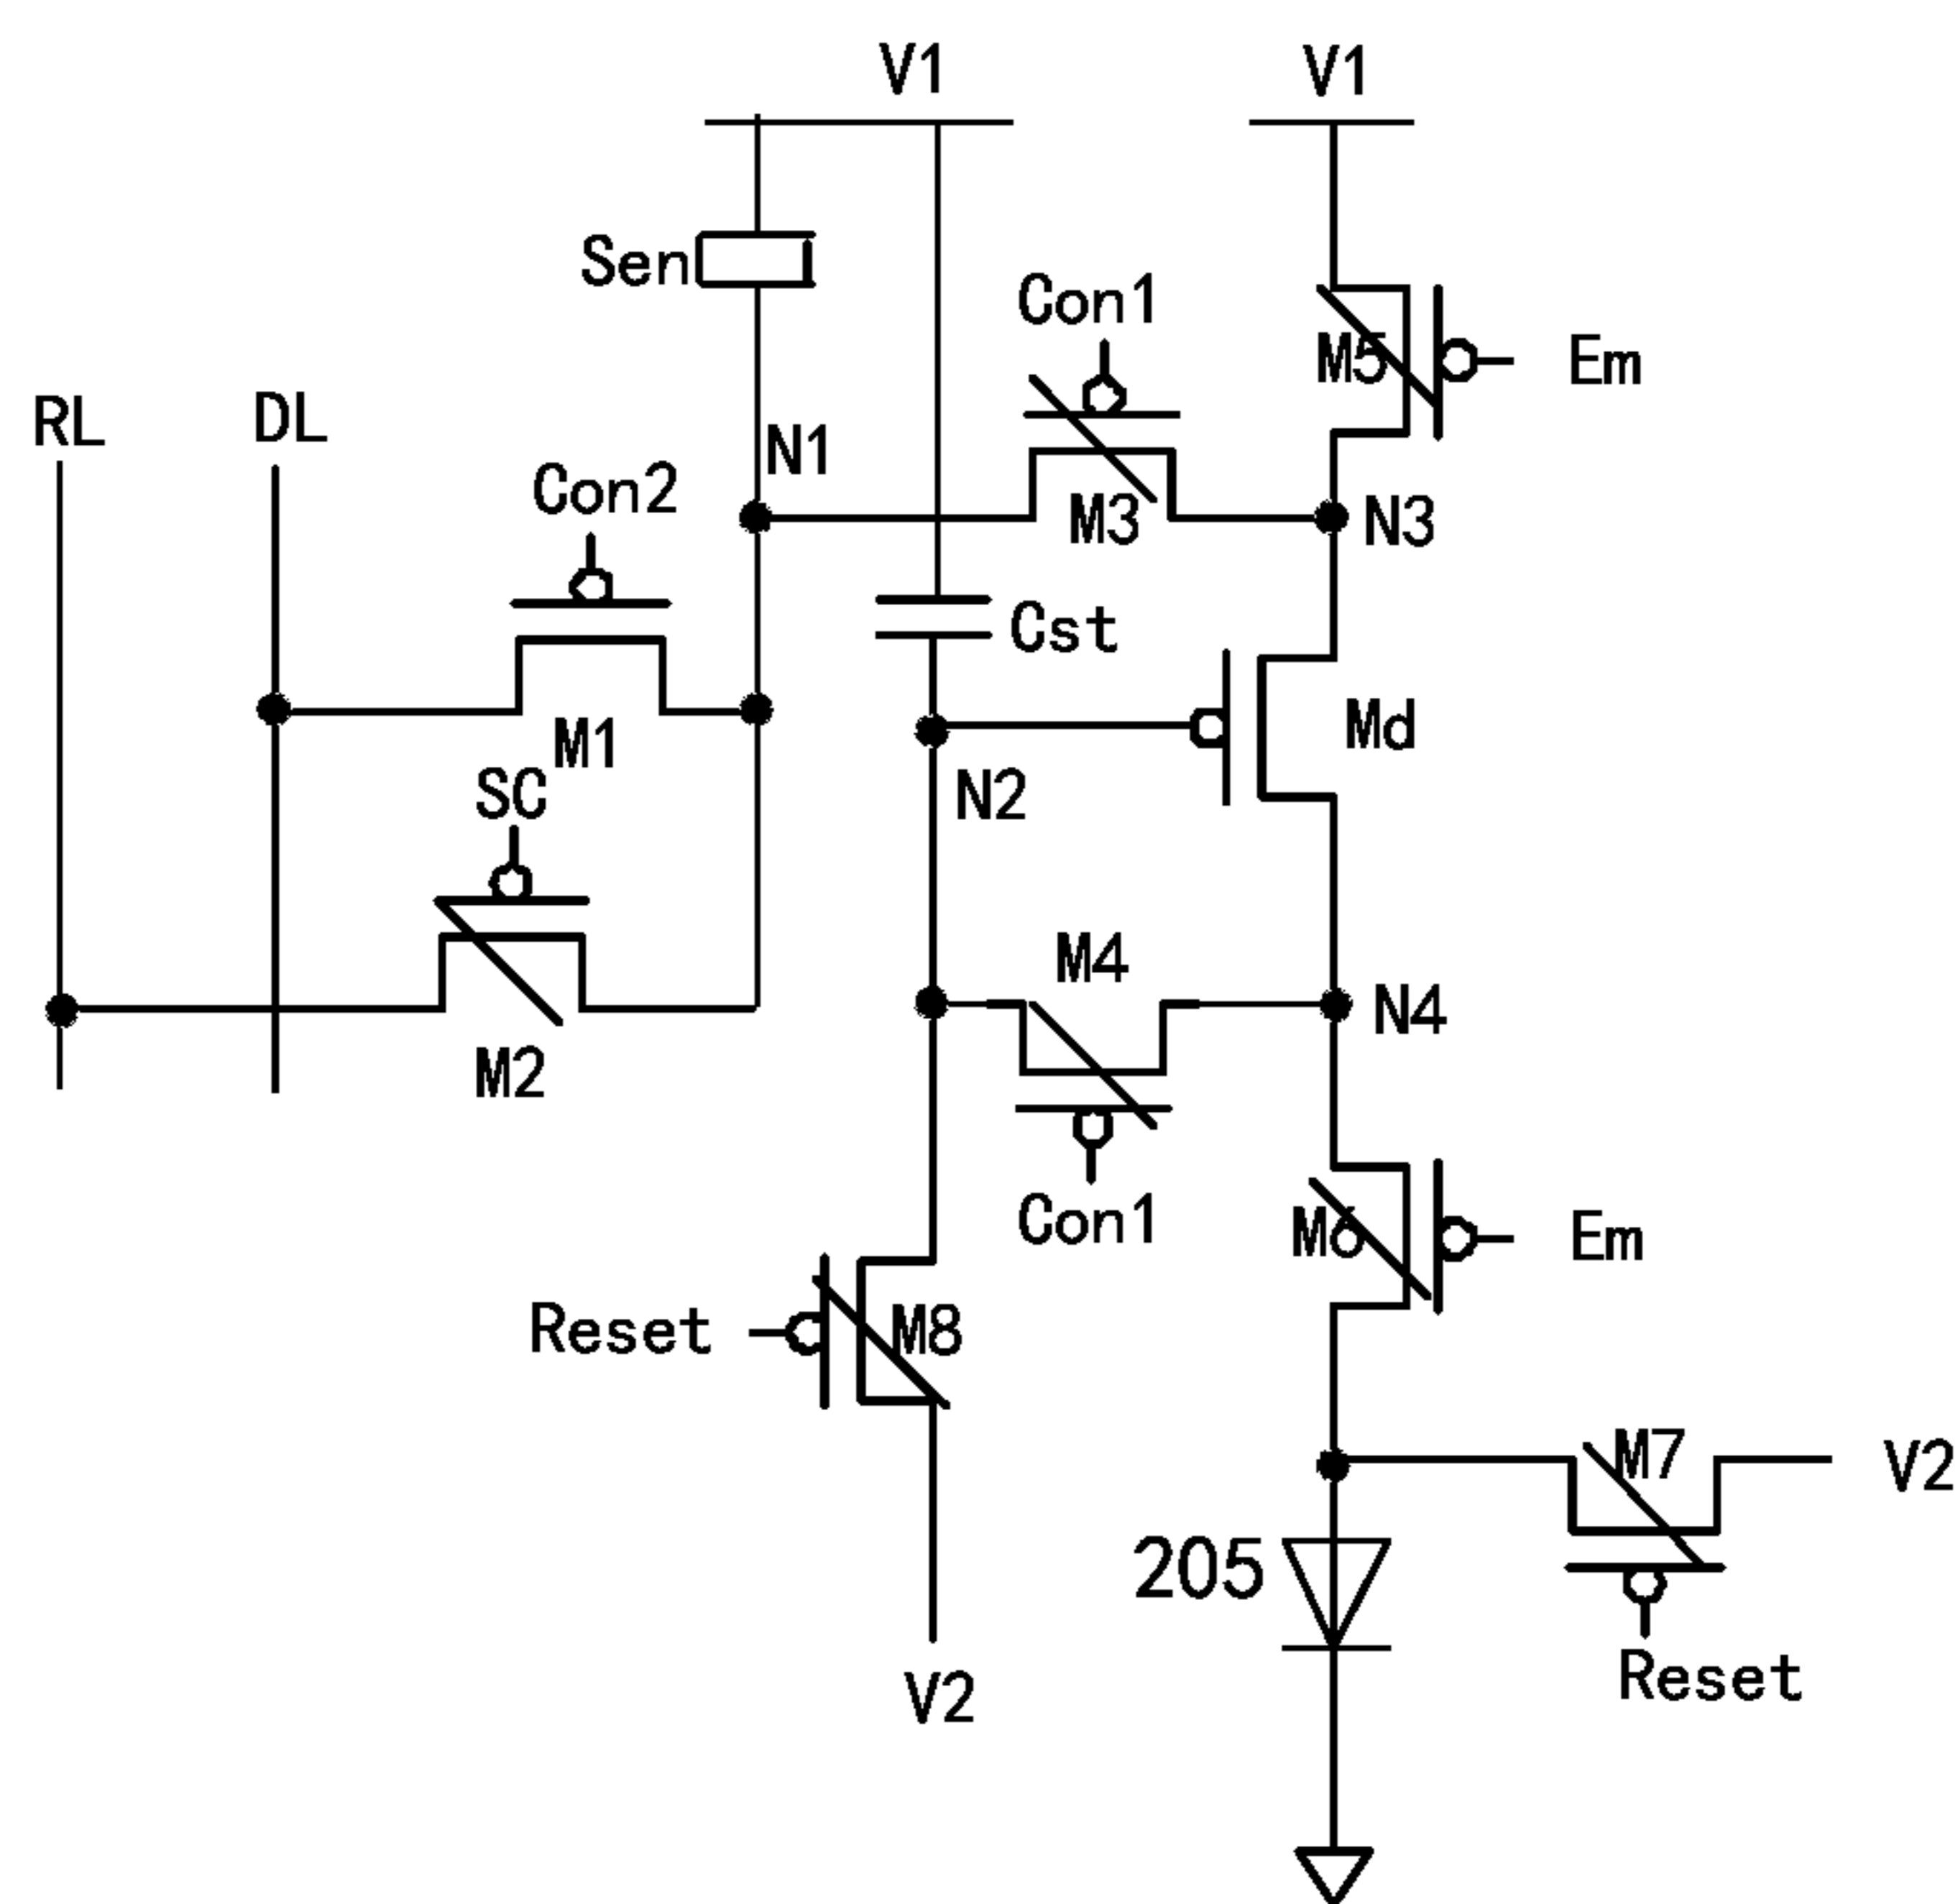 V1
V1
Sen
Con1
M5
Em
RL
DL
Con2
N1
M3
N3
Cst
M1
Md
SC
N2
M4
N4
M2
Con1
M6
Em
Reset
M8
M7
V2
205
Reset
V2